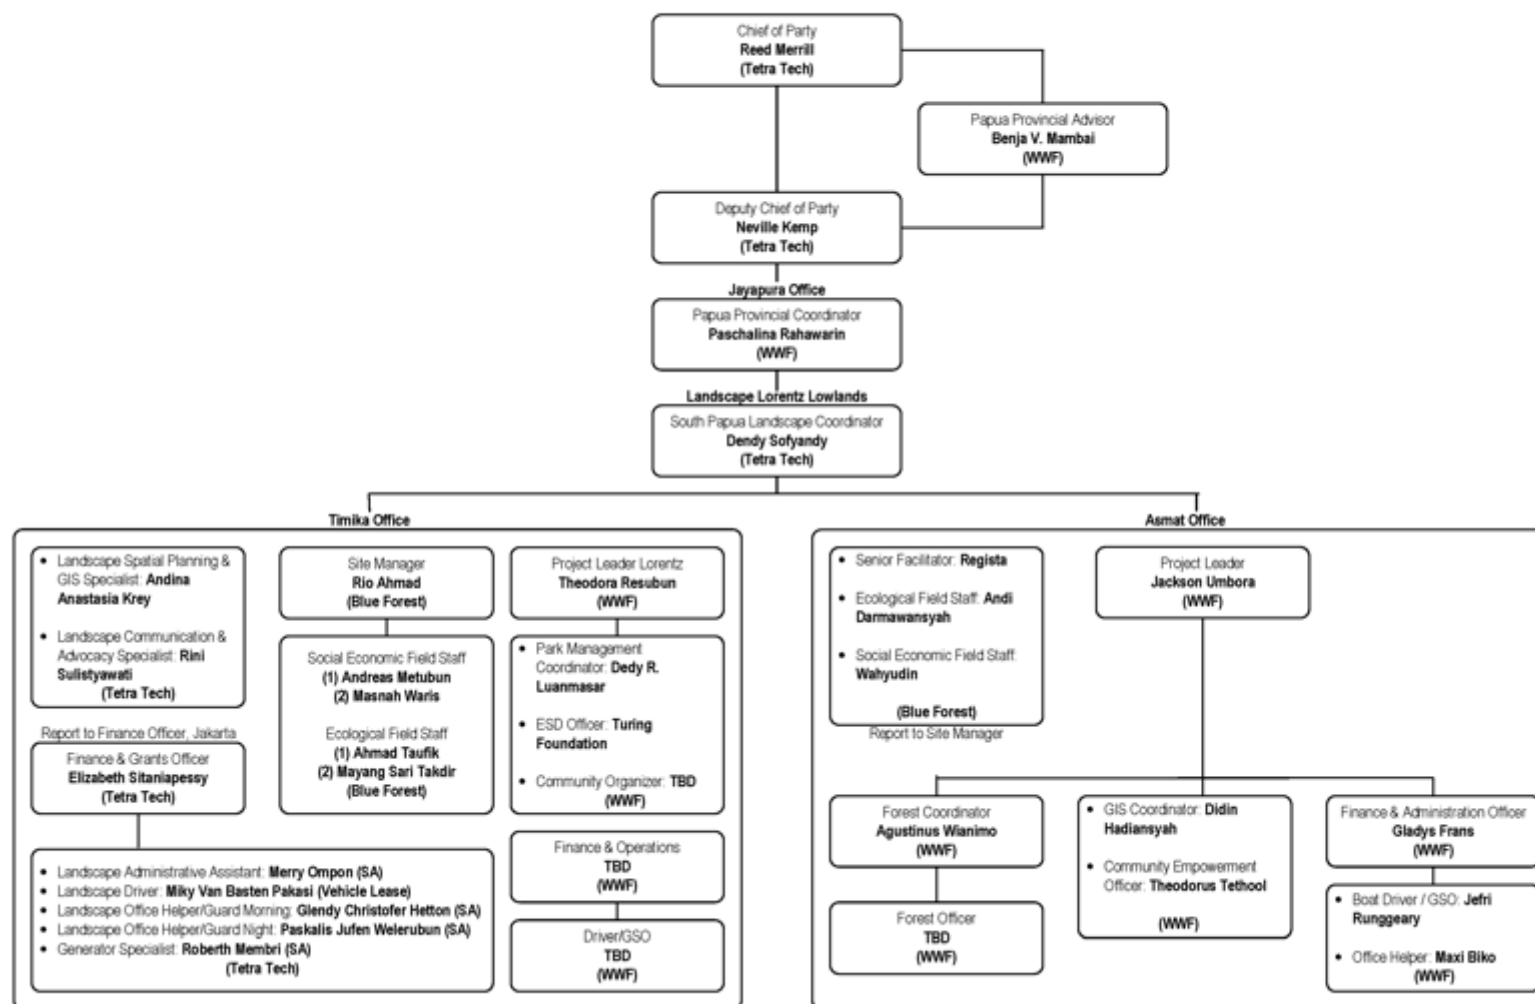 Chief of Party
Reed Merrill
(Tetra Tech)
Papua Provincial Advisor
Benja V. Mambai
(WWF)
Deputy Chief of Party
Neville Kemp
(Tetra Tech)
Jayapura Office
Papua Provincial Coordinator
Paschalina Rahawarin
(WWF)
Landscape Lorentz Lowlands
South Papua Landscape Coordinator
Dendy Sofyandy
(Tetra Tech)
Timika Office
• Landscape Spatial Planning &
GIS Specialist: Andina
Anastasia Krey
• Landscape Communication &
Advocacy Specialist: Rini
Sulistyawati
(Tetra Tech)
Report to Finance Officer, Jakarta
Finance & Grants Officer
Elizabeth Sitaniapessy
(Tetra Tech)
• Landscape Administrative Assistant: Merry Ompon (SA)
• Landscape Driver: Miky Van Basten Pakasi (Vehicle Lease)
• Landscape Office Helper/Guard Morning: Glendy Christofer Hetton (SA)
• Landscape Office Helper/Guard Night: Paskalis Jufen Welerubun (SA)
• Generator Specialist: Roberth Membri (SA)
(Tetra Tech)
Site Manager
Rio Ahmad
(Blue Forest)
Social Economic Field Staff
(1) Andreas Metubun
(2) Masnah Waris
Ecological Field Staff
(1) Ahmad Taufik
(2) Mayang Sari Takdir
(Blue Forest)
Project Leader Lorentz
Theodora Resubun
(WWF)
• Park Management
Coordinator: Dedy R.
Luanmasar
• ESD Officer: Turing
Foundation
• Community Organizer: TBD
(WWF)
Finance & Operations
TBD
(WWF)
Driver/GSO
TBD
(WWF)
Asmat Office
• Senior Facilitator: Regista
• Ecological Field Staff: Andi
Darmawansyah
• Social Economic Field Staff:
Wahyudin
(Blue Forest)
Report to Site Manager
Project Leader
Jackson Umbora
(WWF)
Forest Coordinator
Agustinus Wianimo
(WWF)
Forest Officer
TBD
(WWF)
• GIS Coordinator: Didin
Hadiansyah
• Community Empowerment
Officer: Theodorus Tethool
(WWF)
Finance & Administration Officer
Gladys Frans
(WWF)
• Boat Driver / GSO: Jefri
Runggeary
• Office Helper: Maxi Biko
(WWF)